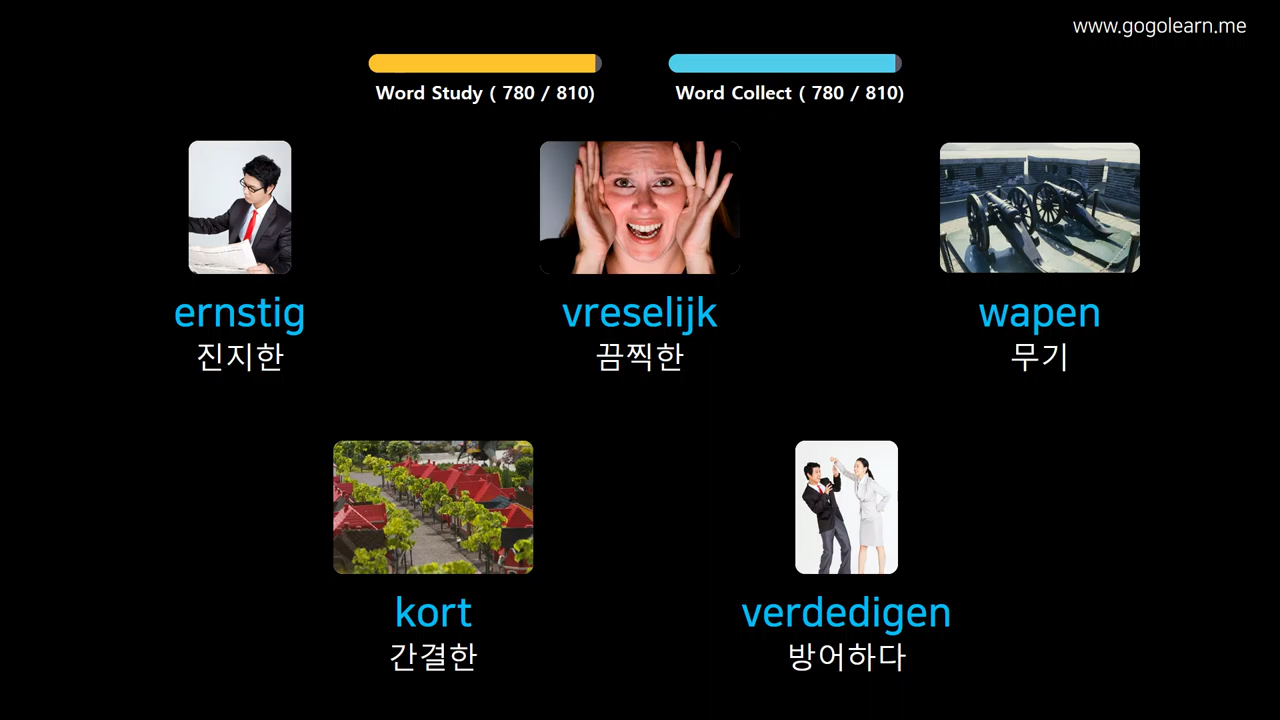 www.gogolearn.me
Word Study ( 780 / 810)
Word Collect ( 780 / 810)
ernstig
진지한
vreselijk
끔찍한
wapen
무기
kort
간결한
verdedigen
방어하다